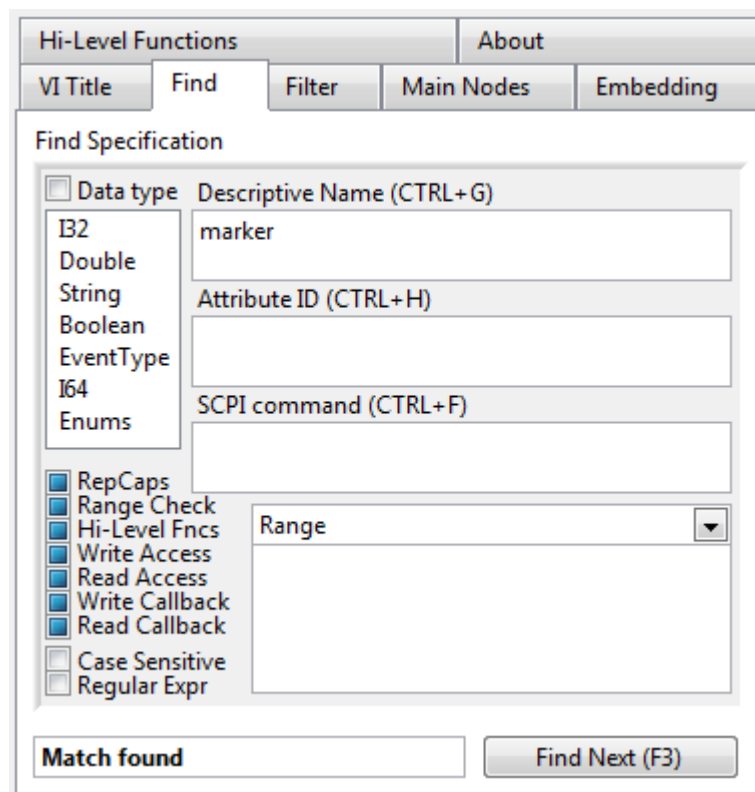 Hi-Level Functions About
VI Title Find Filter Main Nodes Embedding
Find Specification
Data type
I32
Double
String
Boolean
EventType
I64
Enums
Descriptive Name (CTRL+G)
marker
Attribute ID (CTRL+H)
SCPI command (CTRL+F)
RepCaps
Range Check
Hi-Level Fncs
Write Access
Read Access
Write Callback
Read Callback
Case Sensitive
Regular Expr
Range
Match found
Find Next (F3)